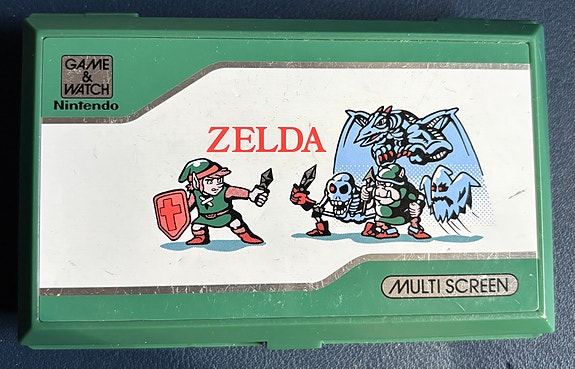 GAME
&
WATCH
Nintendo
ZELDA
MULTI SCREEN